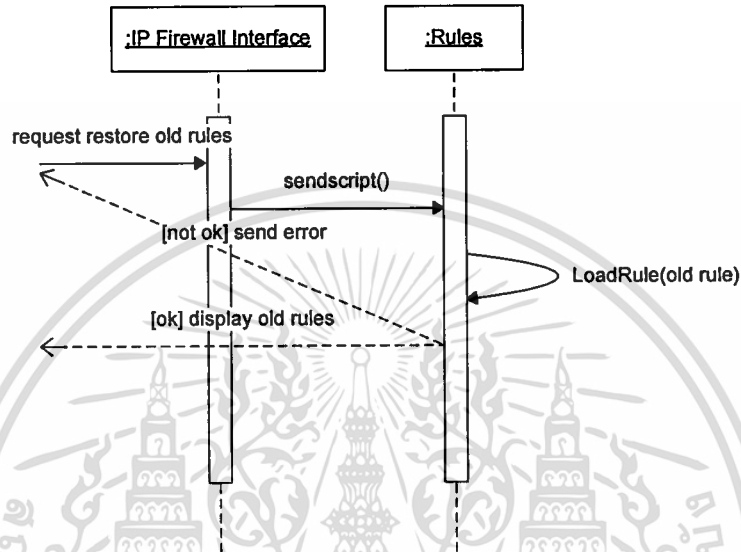 :IP Firewall Interface
:Rules
request restore old rules
sendscript()
[not ok] send error
LoadRule(old rule)
[ok] display old rules